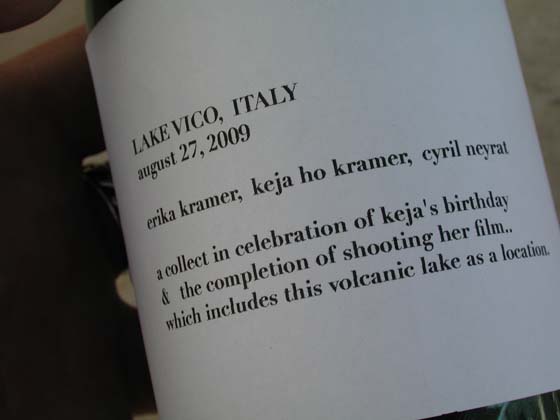 LAKE VICO, ITALY
august 27, 2009
erika kramer, keja ho kramer, cyril neyrat
a collect in celebration of keja's birthday
& the completion of shooting her film..
which includes this volcanic lake as a location.